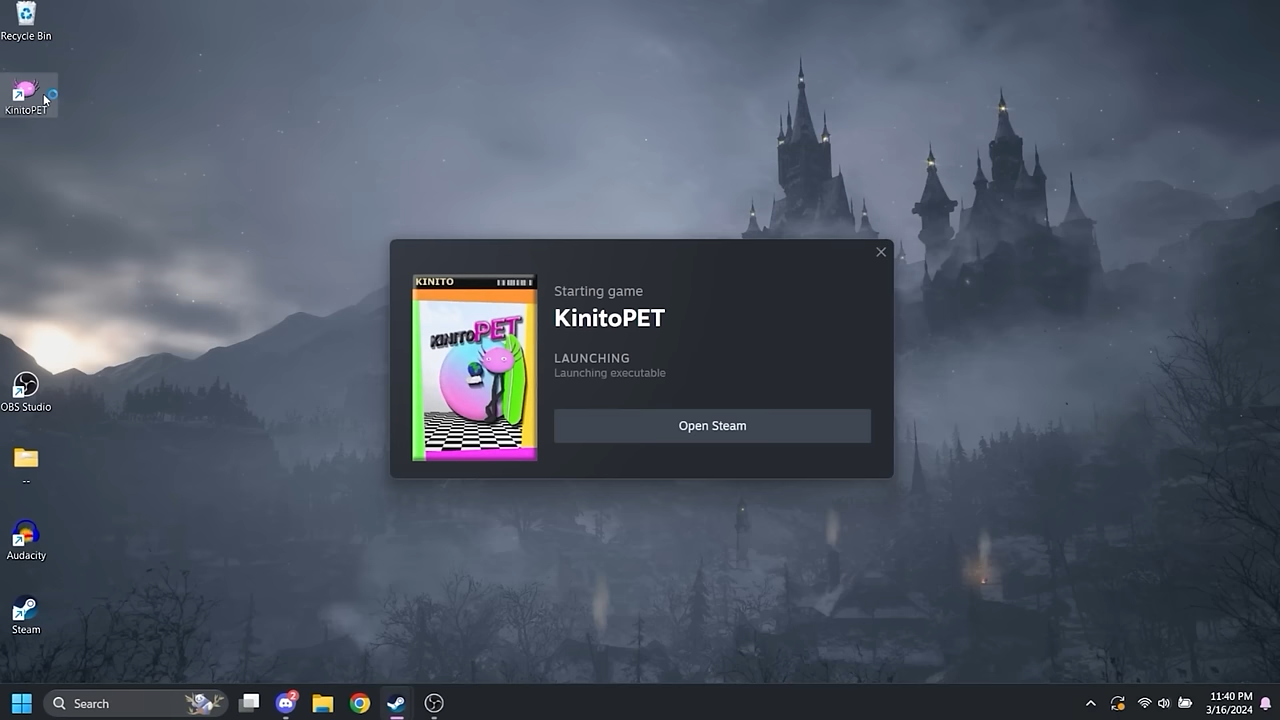 Recycle Bin
KinitoPET
OBS Studio
--
Audacity
Steam
KINITO
KINITOPET
Starting game
KinitoPET
LAUNCHING
Launching executable
Open Steam
Search
2
11:40 PM
3/16/2024